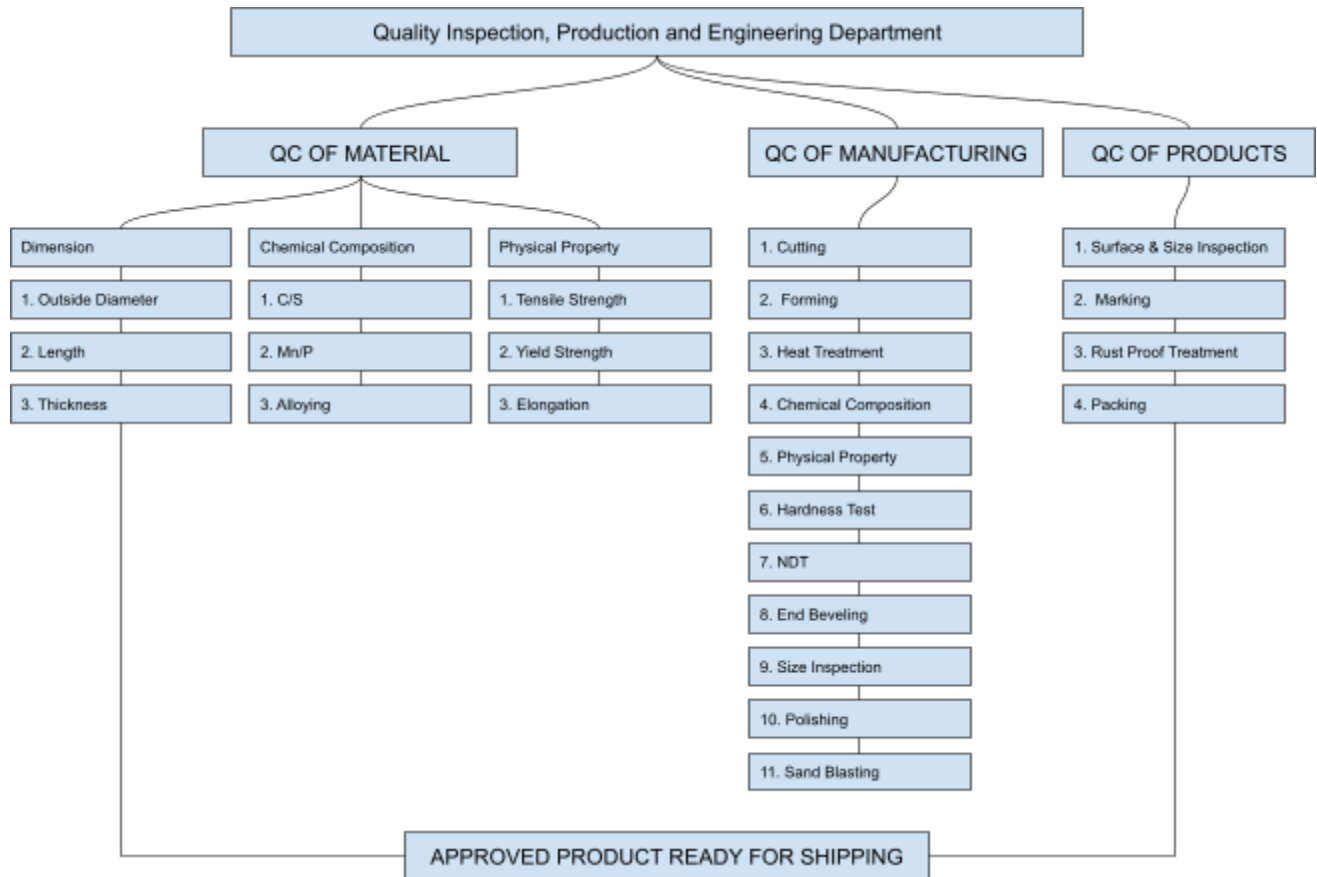 Quality Inspection, Production and Engineering Department
QC OF MATERIAL
QC OF MANUFACTURING
QC OF PRODUCTS
Dimension
1. Outside Diameter
2. Length
3. Thickness
Chemical Composition
1. C/S
2. Mn/P
3. Alloying
Physical Property
1. Tensile Strength
2. Yield Strength
3. Elongation
1. Cutting
2. Forming
3. Heat Treatment
4. Chemical Composition
5. Physical Property
6. Hardness Test
7. NDT
8. End Beveling
9. Size Inspection
10. Polishing
11. Sand Blasting
1. Surface & Size Inspection
2. Marking
3. Rust Proof Treatment
4. Packing
APPROVED PRODUCT READY FOR SHIPPING